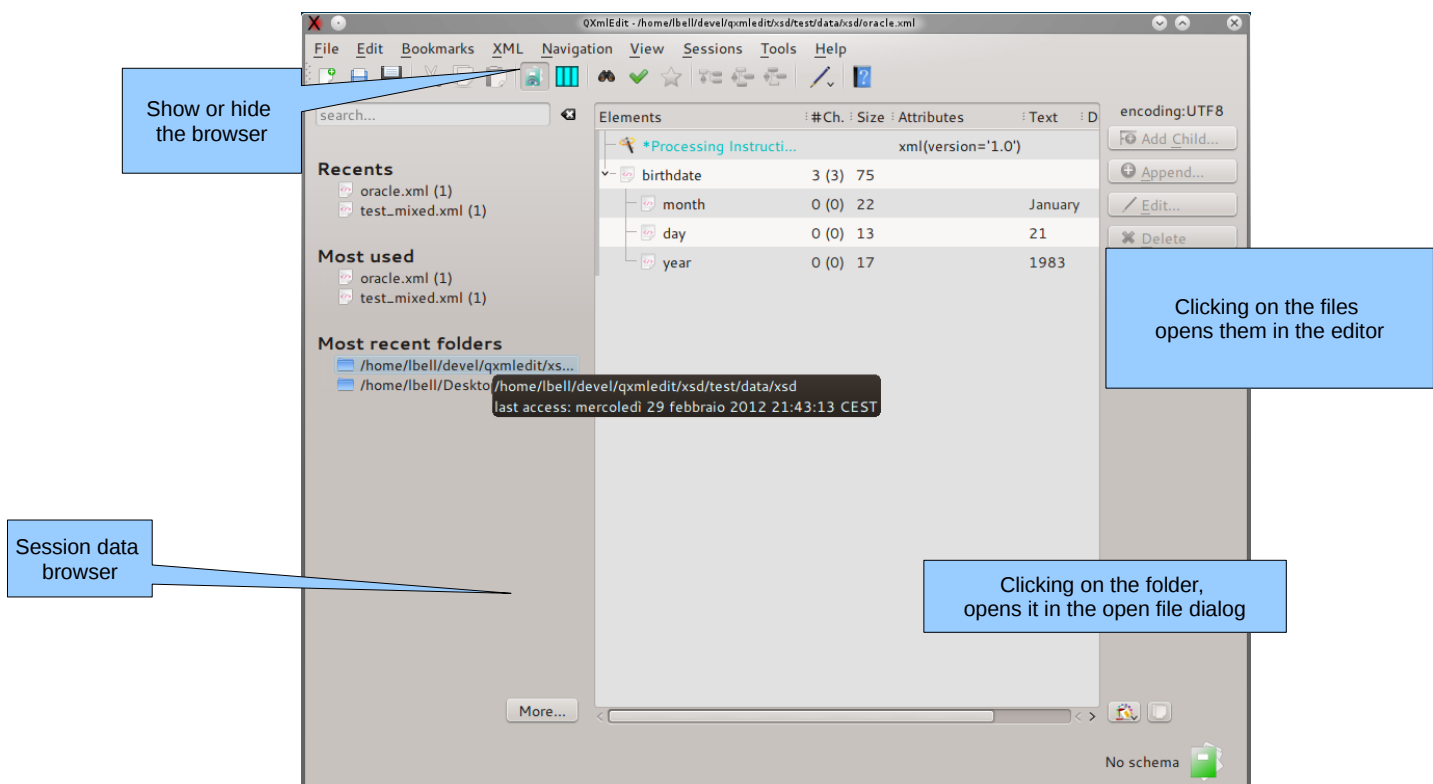 QXmlEdit - /home/lbell/devel/qxmledit/xsd/test/data/xsd/oracle.xml
File Edit Bookmarks XML Navigation View Sessions Tools Help
Show or hide
the browser
search...
Recents
oracle.xml (1)
test_mixed.xml (1)
Most used
oracle.xml (1)
test_mixed.xml (1)
Most recent folders
/home/lbell/devel/qxmledit/xs...
/home/lbell/Deskto
/home/lbell/devel/qxmledit/xsd/test/data/xsd
last access: mercoledì 29 febbraio 2012 21:43:13 CEST
Session data
browser
More...
Elements #Ch. Size Attributes Text D
*Processing Instructi... xml(version='1.0')
birthdate 3 (3) 75
month 0 (0) 22 January
day 0 (0) 13 21
year 0 (0) 17 1983
encoding:UTF8
Add Child...
Append...
Edit...
Delete
Clicking on the files
opens them in the editor
Clicking on the folder,
opens it in the open file dialog
No schema